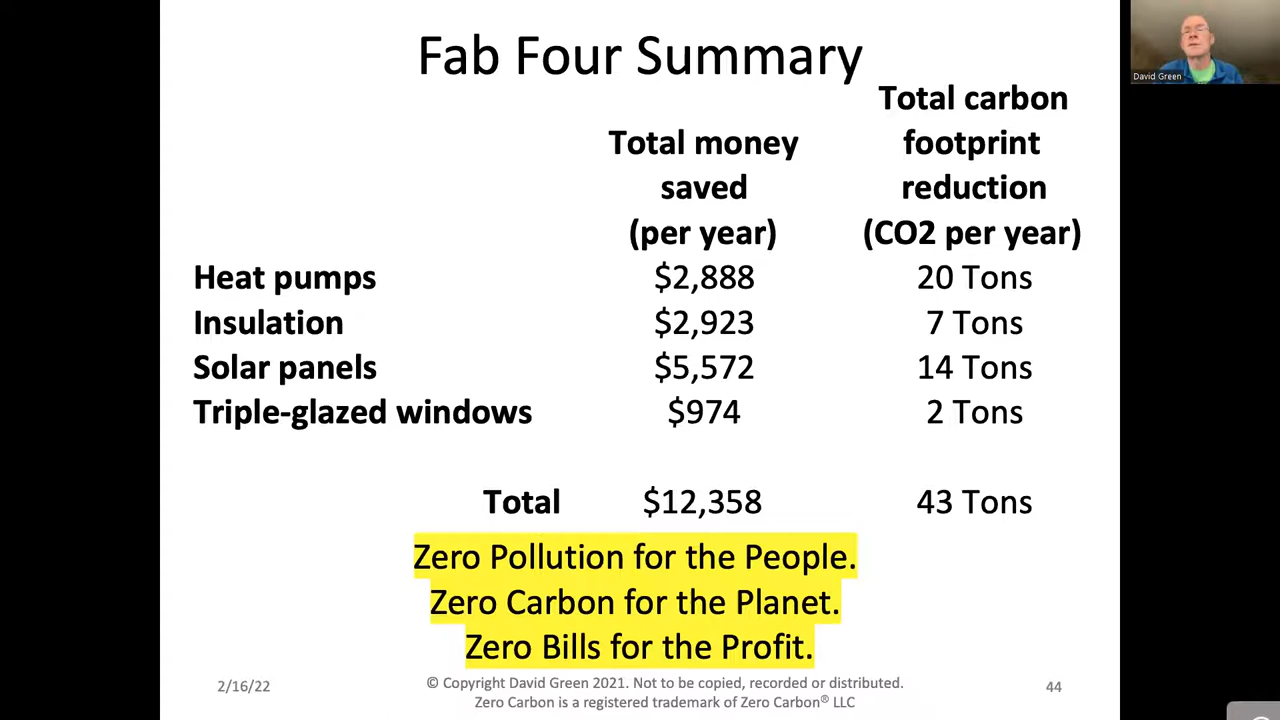 Fab Four Summary
David Green
Total money saved (per year)
Total carbon footprint reduction (CO2 per year)
Heat pumps $2,888 20 Tons
Insulation $2,923 7 Tons
Solar panels $5,572 14 Tons
Triple-glazed windows $974 2 Tons
Total $12,358 43 Tons
Zero Pollution for the People.
Zero Carbon for the Planet.
Zero Bills for the Profit.
2/16/22
© Copyright David Green 2021. Not to be copied, recorded or distributed.
Zero Carbon is a registered trademark of Zero Carbon® LLC
44